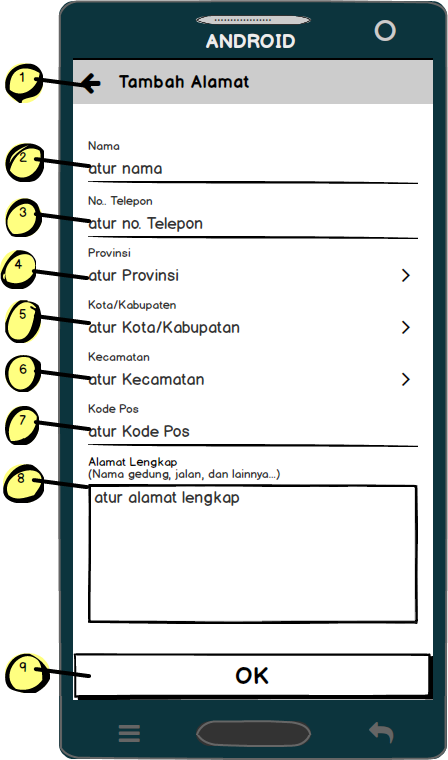 ANDROID
1
Tambah Alamat
Nama
2
atur nama
No.. Telepon
3
atur no. Telepon
Provinsi
4
atur Provinsi
Kota/Kabupaten
5
atur Kota/Kabupatan
Kecamatan
6
atur Kecamatan
Kode Pos
7
atur Kode Pos
Alamat Lengkap
(Nama gedung, jalan, dan lainnya...)
8
atur alamat lengkap
9
OK